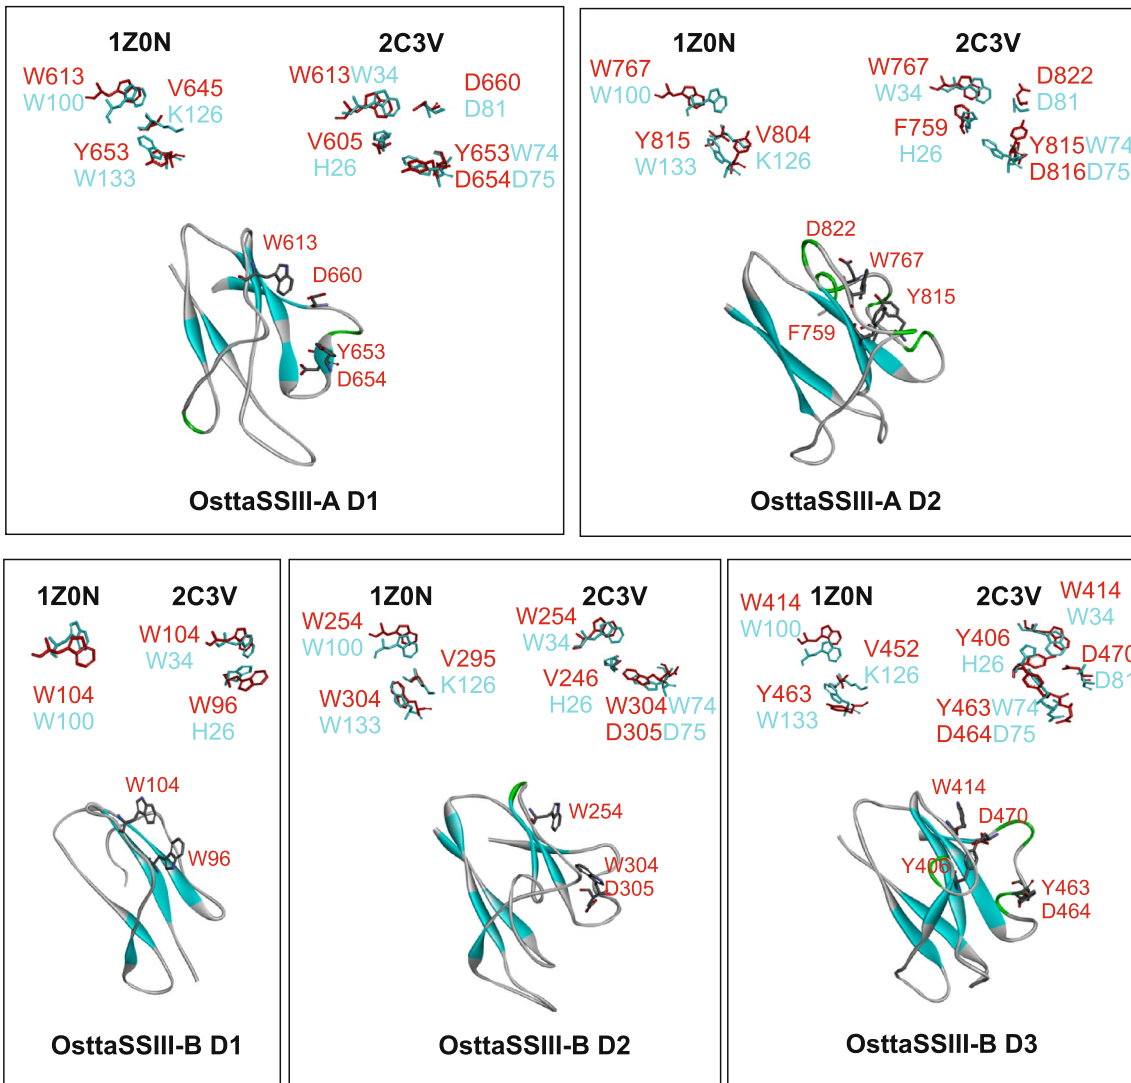 1Z0N
2C3V
W613
W100
V645
K126
Y653
W133
W613W34
D660
D81
V605
H26
Y653W74
D654D75
W613
D660
Y653
D654
OsttaSSIII-A D1
1Z0N
2C3V
W767
W100
Y815
W133
V804
K126
W767
W34
D822
D81
F759
H26
Y815W74
D816D75
D822
W767
Y815
F759
OsttaSSIII-A D2
1Z0N
2C3V
W104
W100
W104
W34
W96
H26
W104
W96
OsttaSSIII-B D1
1Z0N
2C3V
W254
W100
V295
K126
W304
W133
W254
W34
V246
H26
W304W74
D305D75
W254
W304
D305
OsttaSSIII-B D2
1Z0N
2C3V
W414
W100
V452
K126
Y463
W133
W414
W34
Y406
H26
D470
D81
Y463W74
D464D75
W414
D470
Y406
Y463
D464
OsttaSSIII-B D3